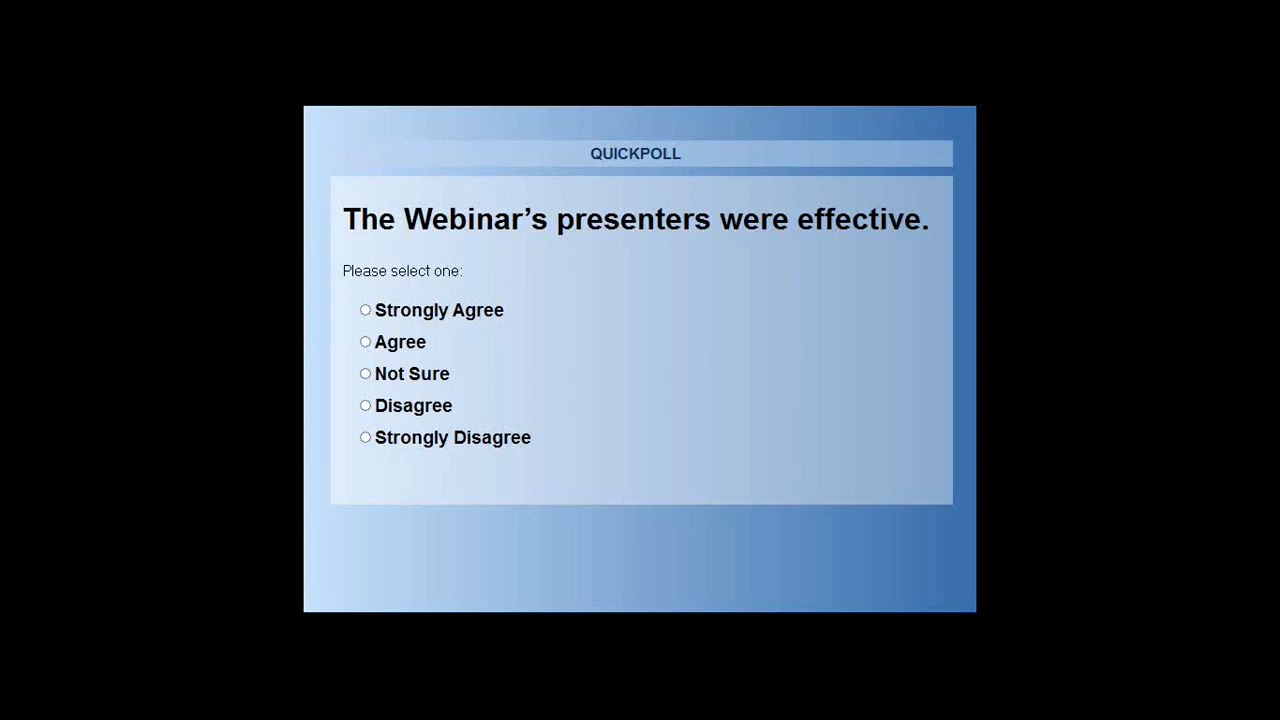 QUICKPOLL
The Webinar’s presenters were effective.
Please select one:
Strongly Agree
Agree
Not Sure
Disagree
Strongly Disagree